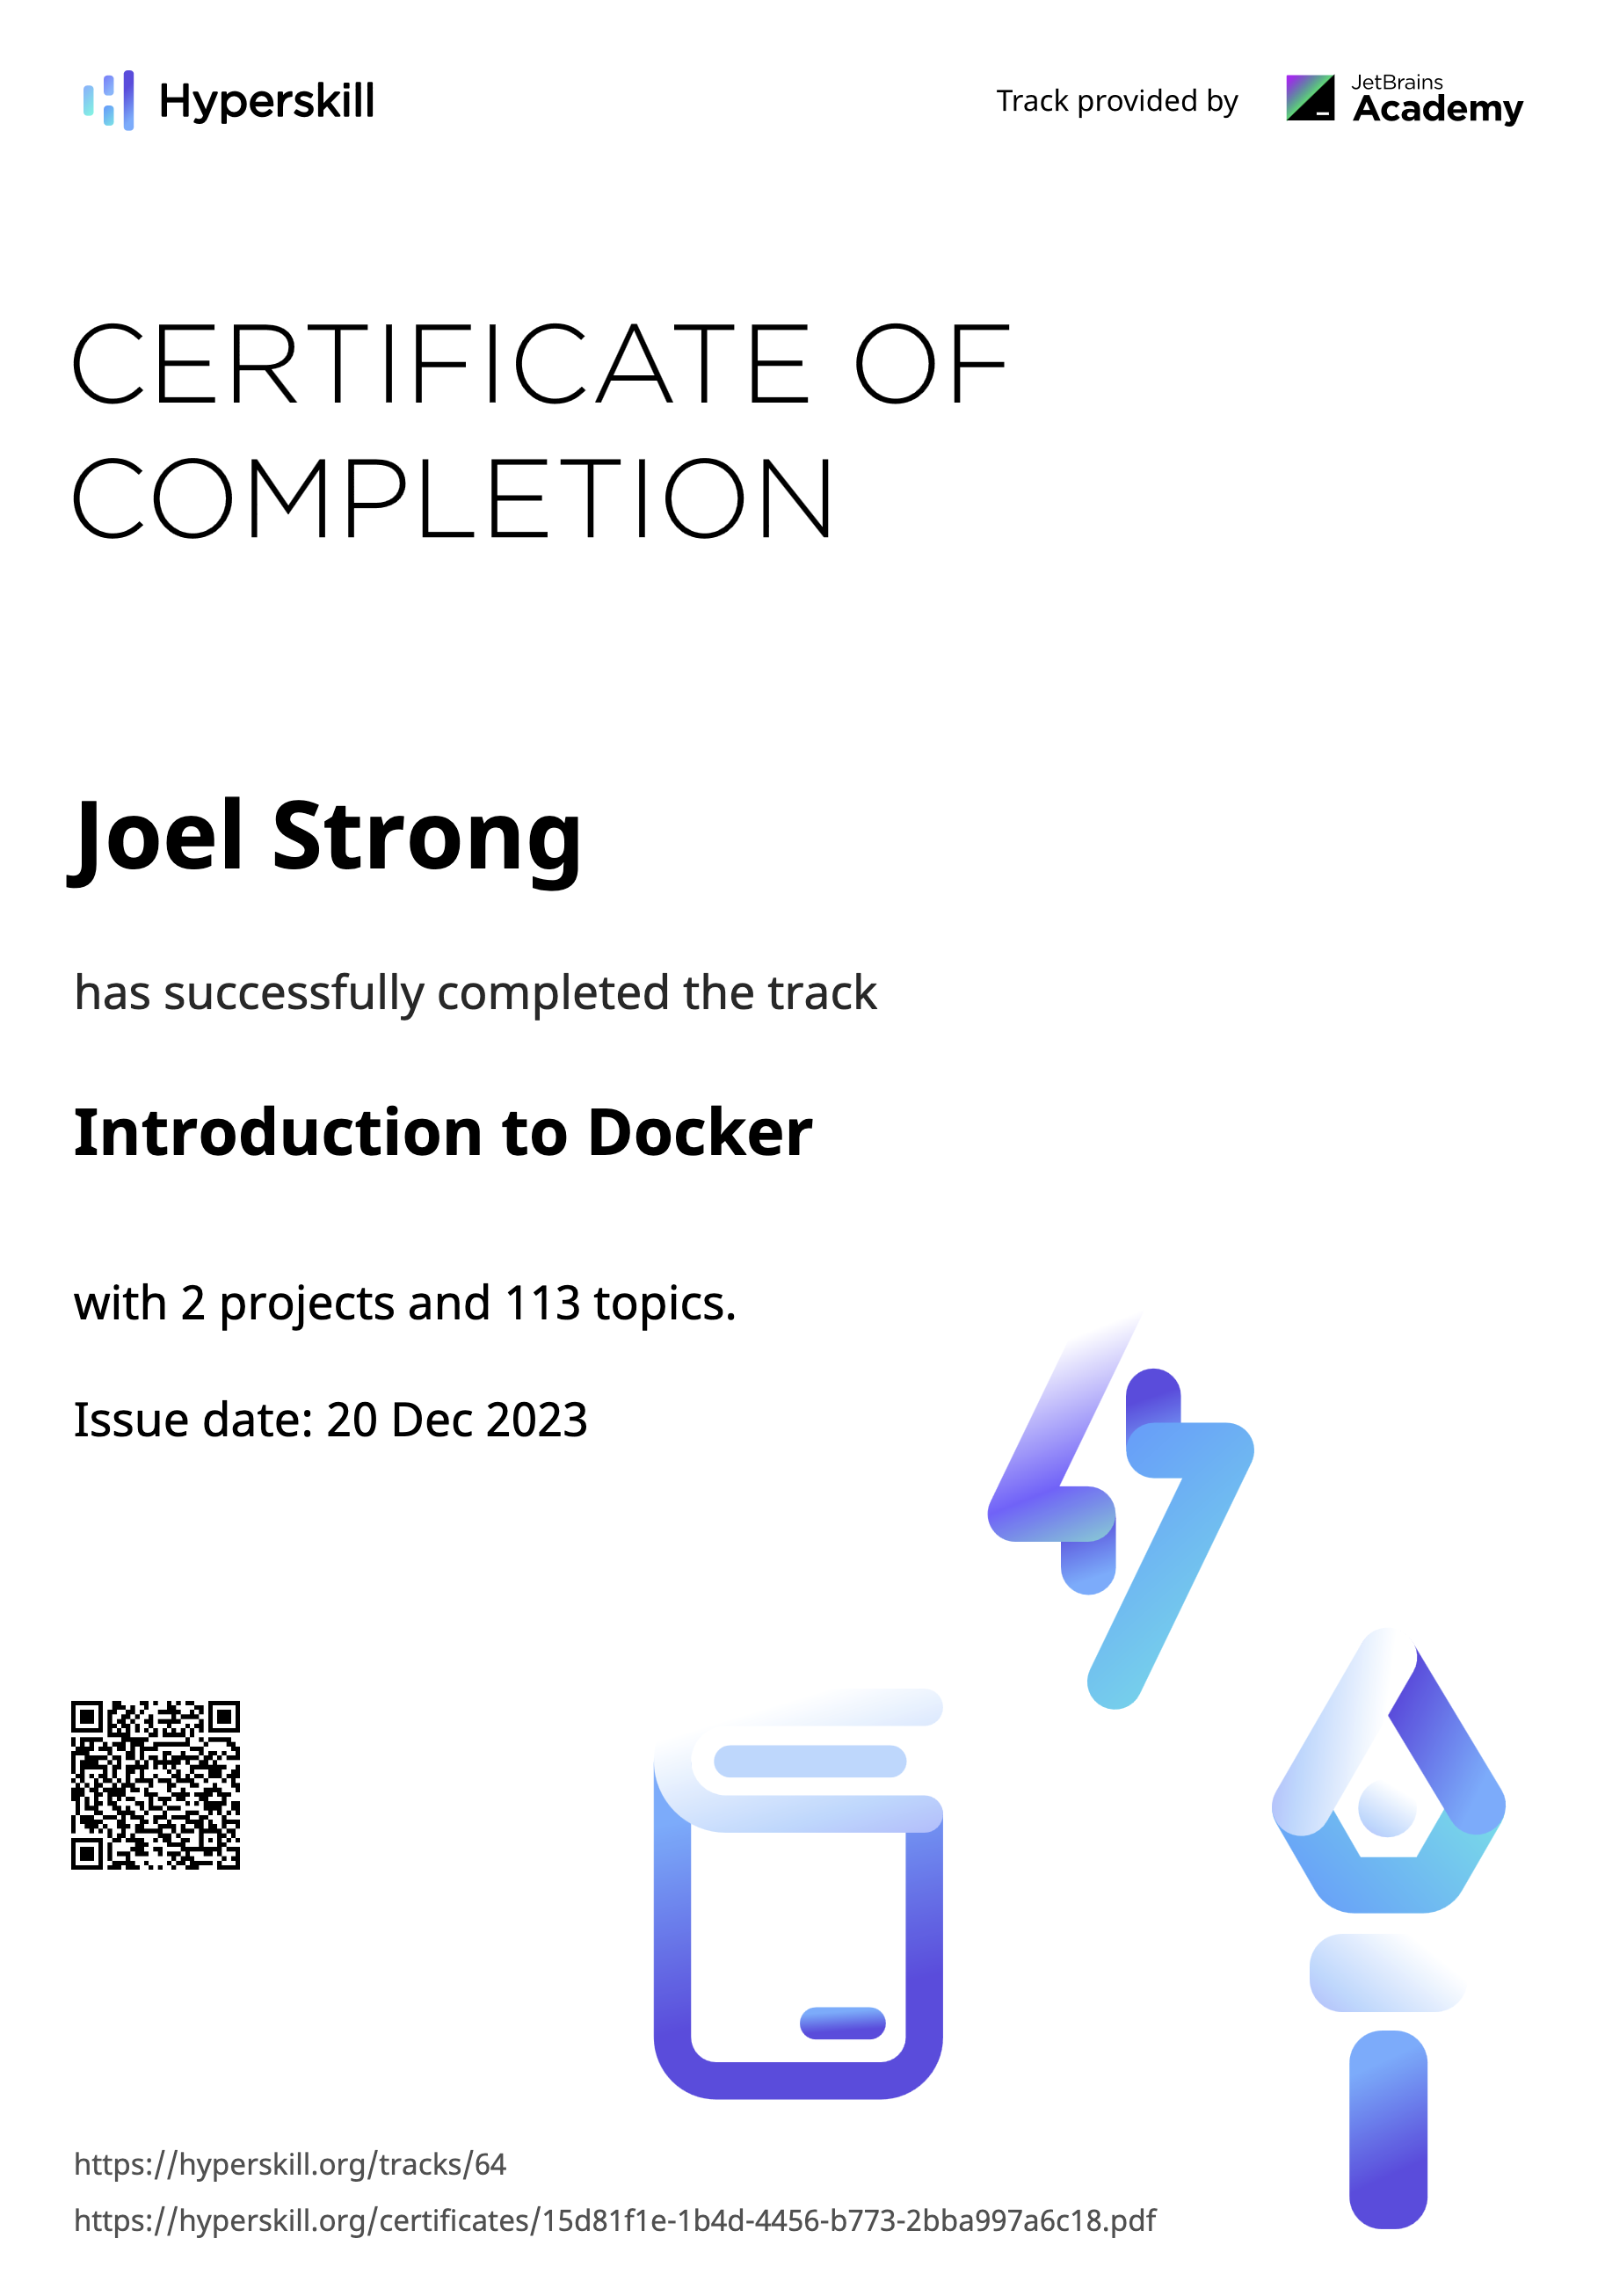 Hyperskill
Track provided by
JetBrains
Academy
CERTIFICATE OF
COMPLETION
Joel Strong
has successfully completed the track
Introduction to Docker
with 2 projects and 113 topics.
Issue date: 20 Dec 2023
https://hyperskill.org/tracks/64
https://hyperskill.org/certificates/15d81f1e-1b4d-4456-b773-2bba997a6c18.pdf